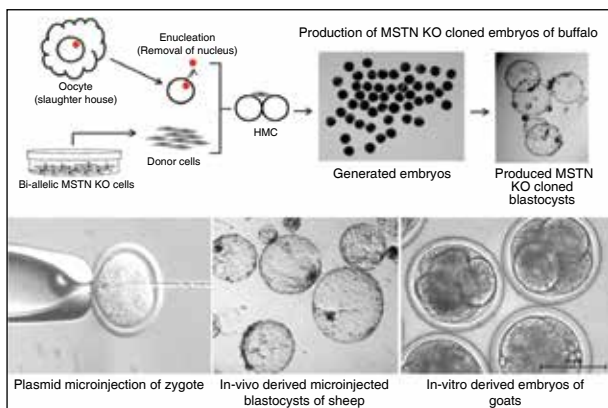 Production of MSTN KO cloned embryos of buffalo
Enucleation
(Removal of nucleus)
Oocyte
(slaughter house)
HMC
Donor cells
Bi-allelic MSTN KO cells
Generated embryos
Produced MSTN
KO cloned
blastocysts
Plasmid microinjection of zygote
In-vivo derived microinjected
blastocysts of sheep
In-vitro derived embryos of
goats